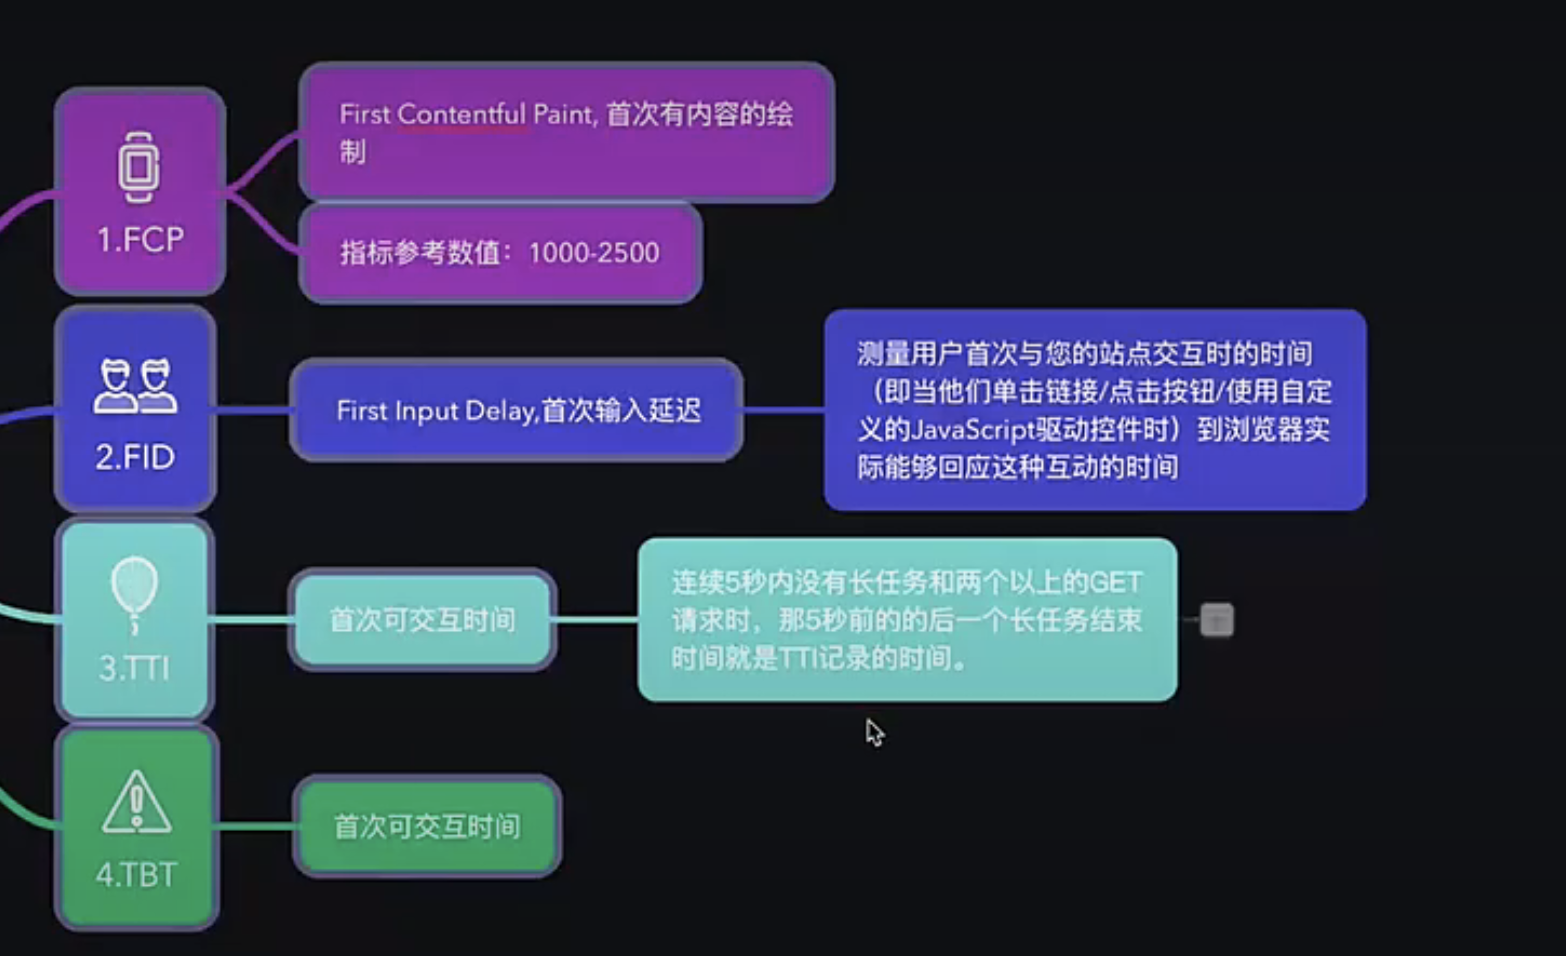 1.FCP
First Contentful Paint, 首次有内容的绘
制
指标参考数值：1000-2500
2.FID
First Input Delay,首次输入延迟
测量用户首次与您的站点交互时的时间
（即当他们单击链接/点击按钮/使用自定
义的JavaScript驱动控件时）到浏览器实
际能够回应这种互动的时间
3.TTI
首次可交互时间
连续5秒内没有长任务和两个以上的GET
请求时，那5秒前的的后一个长任务结束
时间就是TTI记录的时间。
4.TBT
首次可交互时间